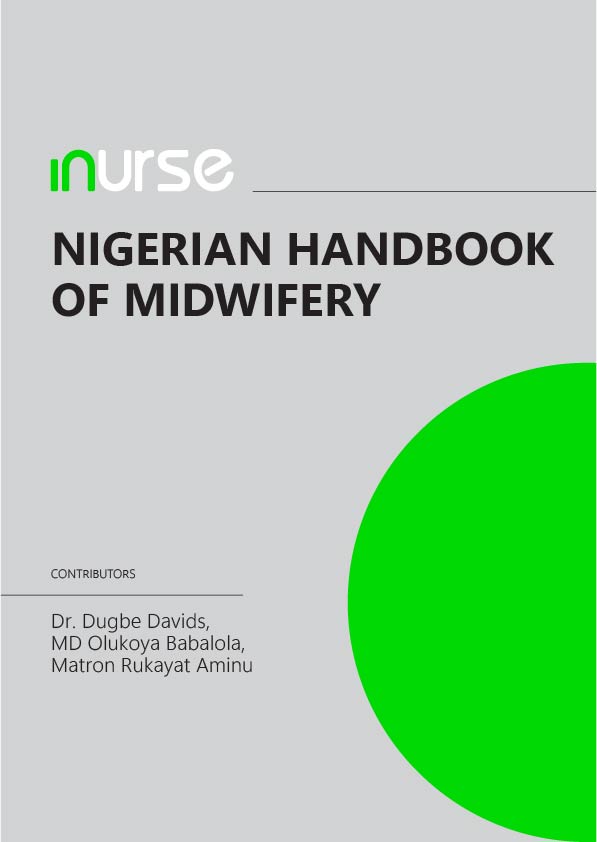 inurse
NIGERIAN HANDBOOK
OF MIDWIFERY
CONTRIBUTORS
Dr. Dugbe Davids,
MD Olukoya Babalola,
Matron Rukayat Aminu